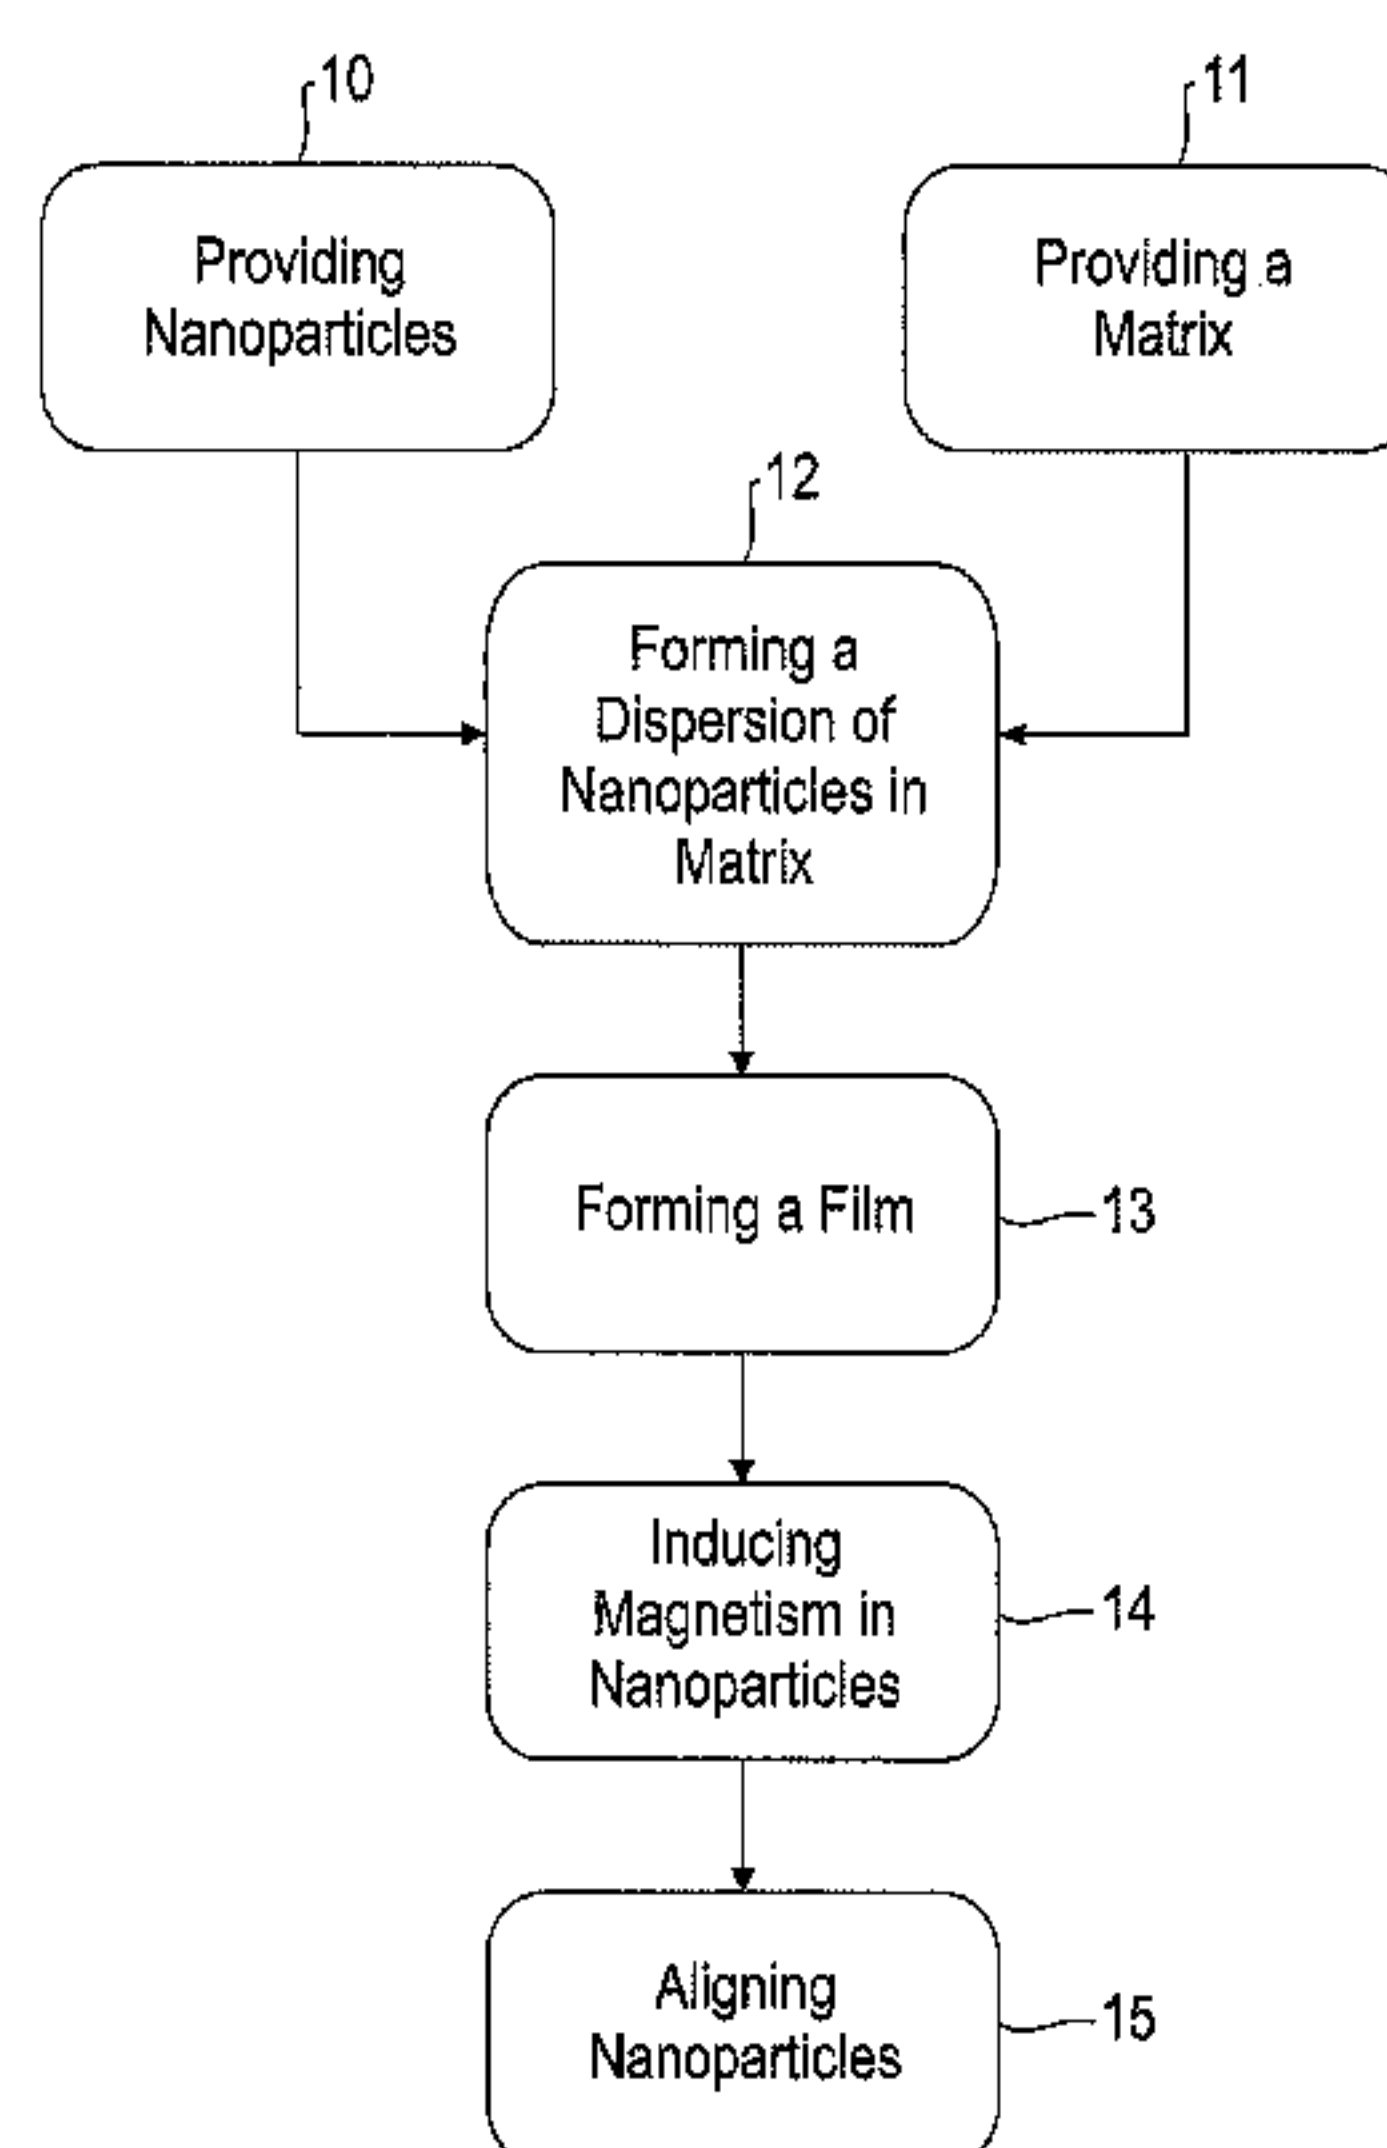 10
11
Providing
Nanoparticles
Providing a
Matrix
12
Forming a
Dispersion of
Nanoparticles in
Matrix
Forming a Film
13
Inducing
Magnetism in
Nanoparticles
14
Aligning
Nanoparticles
15